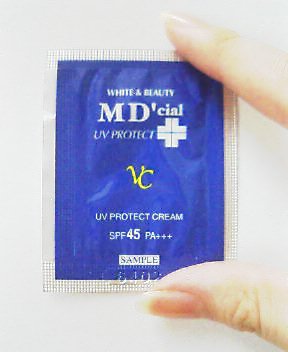 WHITE & BEAUTY
MD'cial
UV PROTECT
VC
UV PROTECT CREAM
SPF45 PA+++
SAMPLE